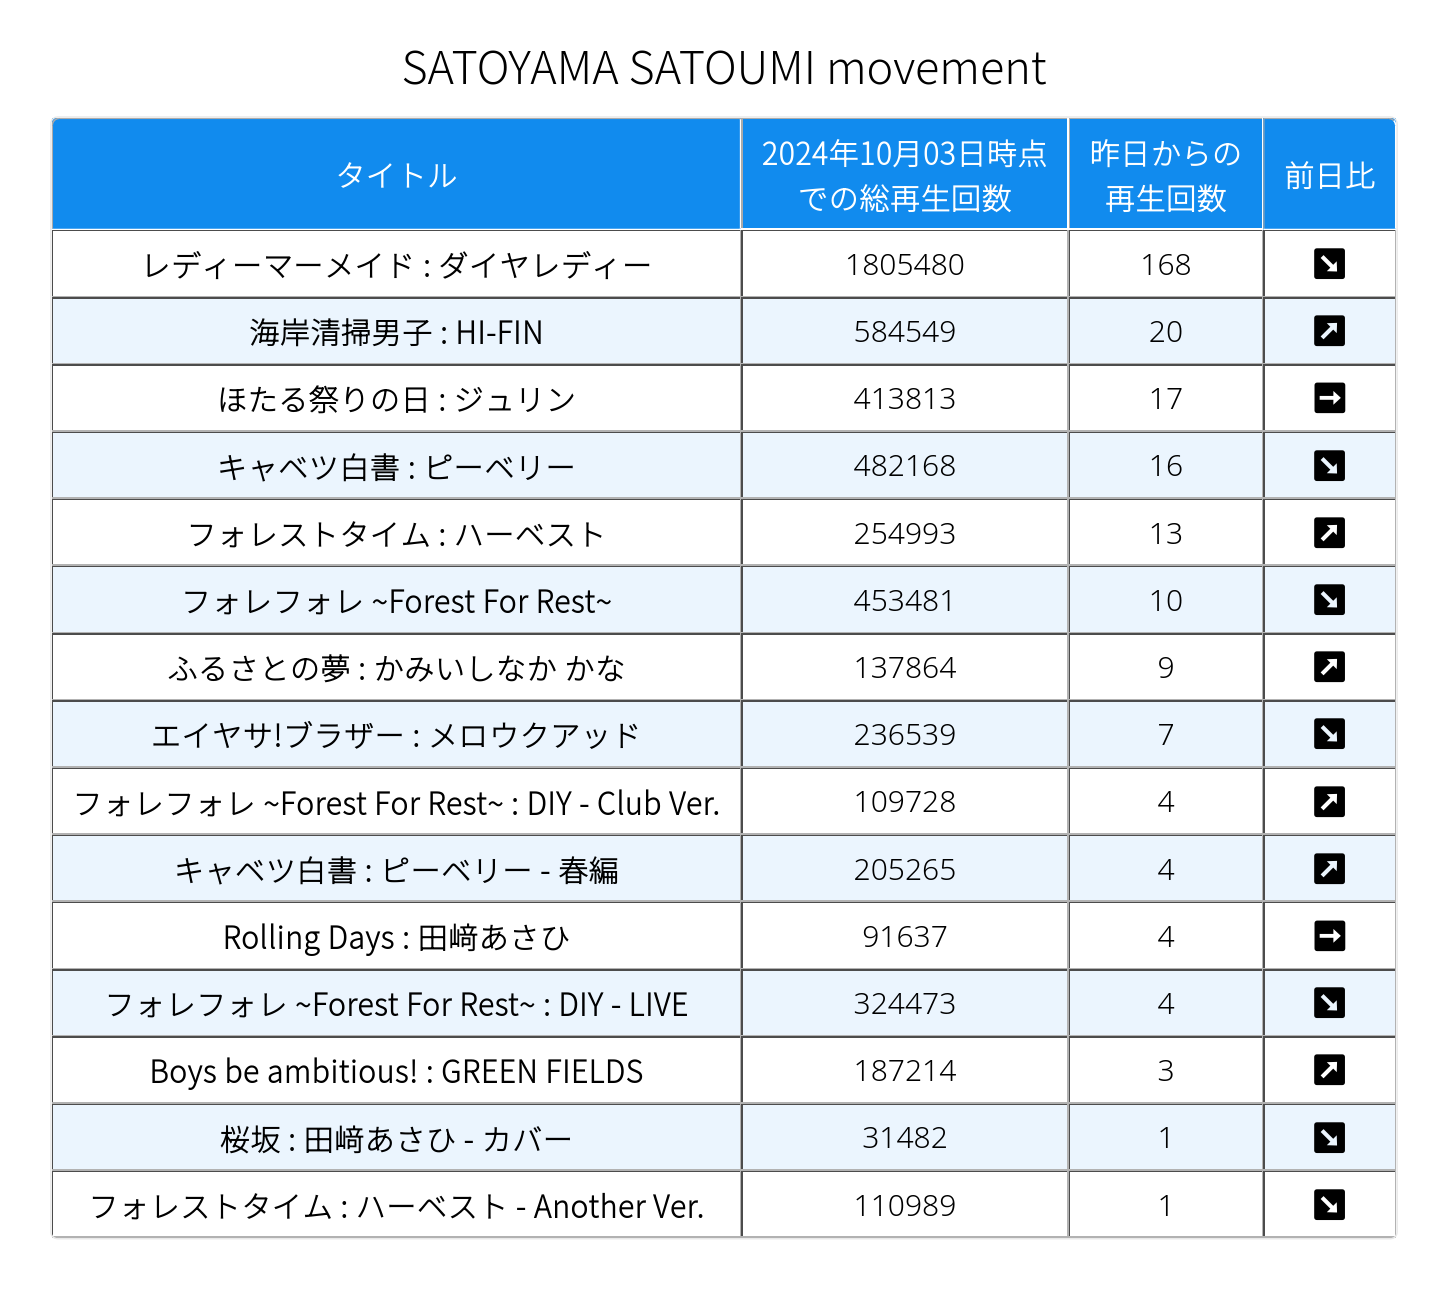 SATOYAMA SATOUMI movement
タイトル 2024年10月03日時点での総再生回数 昨日からの再生回数 前日比
レディーマーメイド : ダイヤレディー 1805480 168 ↘
海岸清掃男子 : HI-FIN 584549 20 ↗
ほたる祭りの日 : ジュリン 413813 17 →
キャベツ白書 : ピーベリー 482168 16 ↘
フォレストタイム : ハーベスト 254993 13 ↗
フォレフォレ ~Forest For Rest~ 453481 10 ↘
ふるさとの夢 : かみいしなか かな 137864 9 ↗
エイヤサ!ブラザー : メロウクアッド 236539 7 ↘
フォレフォレ ~Forest For Rest~ : DIY - Club Ver. 109728 4 ↗
キャベツ白書 : ピーベリー - 春編 205265 4 ↗
Rolling Days : 田﨑あさひ 91637 4 →
フォレフォレ ~Forest For Rest~ : DIY - LIVE 324473 4 ↘
Boys be ambitious! : GREEN FIELDS 187214 3 ↗
桜坂 : 田﨑あさひ - カバー 31482 1 ↘
フォレストタイム : ハーベスト - Another Ver. 110989 1 ↘